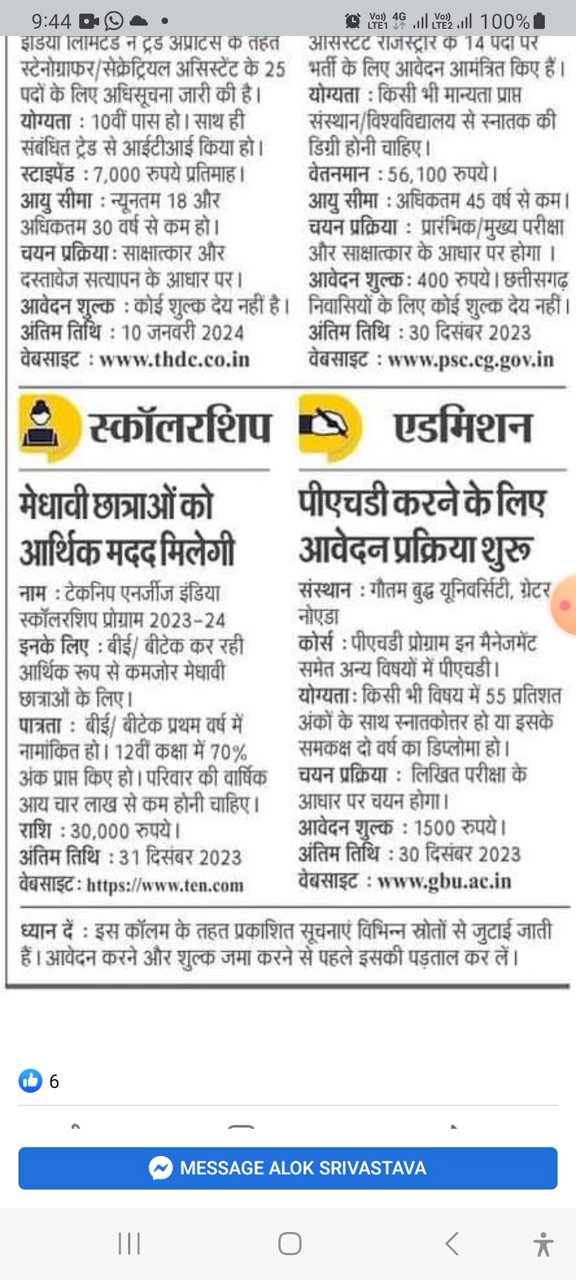 9:44
Vo)) LTE1 4G Vo)) LTE2 100%
इंडिया लिमिटेड ने ट्रेड अप्रेंटिस के तहत
स्टेनोग्राफर/सेक्रेट्रियल असिस्टेंट के 25
पदों के लिए अधिसूचना जारी की है।
योग्यता : 10वीं पास हो। साथ ही
संबंधित ट्रेड से आईटीआई किया हो।
स्टाइपेंड : 7,000 रुपये प्रतिमाह।
आयु सीमा : न्यूनतम 18 और
अधिकतम 30 वर्ष से कम हो।
चयन प्रक्रिया : साक्षात्कार और
दस्तावेज सत्यापन के आधार पर।
आवेदन शुल्क : कोई शुल्क देय नहीं है।
अंतिम तिथि : 10 जनवरी 2024
वेबसाइट : www.thdc.co.in
असिस्टेंट रजिस्ट्रार के 14 पदों पर
भर्ती के लिए आवेदन आमंत्रित किए हैं।
योग्यता : किसी भी मान्यता प्राप्त
संस्थान/विश्वविद्यालय से स्नातक की
डिग्री होनी चाहिए।
वेतनमान : 56,100 रुपये।
आयु सीमा : अधिकतम 45 वर्ष से कम।
चयन प्रक्रिया : प्रारंभिक/मुख्य परीक्षा
और साक्षात्कार के आधार पर होगा ।
आवेदन शुल्क : 400 रुपये। छत्तीसगढ़
निवासियों के लिए कोई शुल्क देय नहीं।
अंतिम तिथि : 30 दिसंबर 2023
वेबसाइट : www.psc.cg.gov.in
स्कॉलरशिप
मेधावी छात्राओं को
आर्थिक मदद मिलेगी
नाम : टेकनिप एनर्जीज इंडिया
स्कॉलरशिप प्रोग्राम 2023-24
इनके लिए : बीई/ बीटेक कर रही
आर्थिक रूप से कमजोर मेधावी
छात्राओं के लिए।
पात्रता : बीई/ बीटेक प्रथम वर्ष में
नामांकित हो। 12वीं कक्षा में 70%
अंक प्राप्त किए हो। परिवार की वार्षिक
आय चार लाख से कम होनी चाहिए।
राशि : 30,000 रुपये।
अंतिम तिथि : 31 दिसंबर 2023
वेबसाइट : https://www.ten.com
एडमिशन
पीएचडी करने के लिए
आवेदन प्रक्रिया शुरू
संस्थान : गौतम बुद्ध यूनिवर्सिटी, ग्रेटर
नोएडा
कोर्स : पीएचडी प्रोग्राम इन मैनेजमेंट
समेत अन्य विषयों में पीएचडी।
योग्यता : किसी भी विषय में 55 प्रतिशत
अंकों के साथ स्नातकोत्तर हो या इसके
समकक्ष दो वर्ष का डिप्लोमा हो।
चयन प्रक्रिया : लिखित परीक्षा के
आधार पर चयन होगा।
आवेदन शुल्क : 1500 रुपये।
अंतिम तिथि : 30 दिसंबर 2023
वेबसाइट : www.gbu.ac.in
ध्यान दें : इस कॉलम के तहत प्रकाशित सूचनाएं विभिन्न स्रोतों से जुटाई जाती
हैं। आवेदन करने और शुल्क जमा करने से पहले इसकी पड़ताल कर लें।
6
MESSAGE ALOK SRIVASTAVA